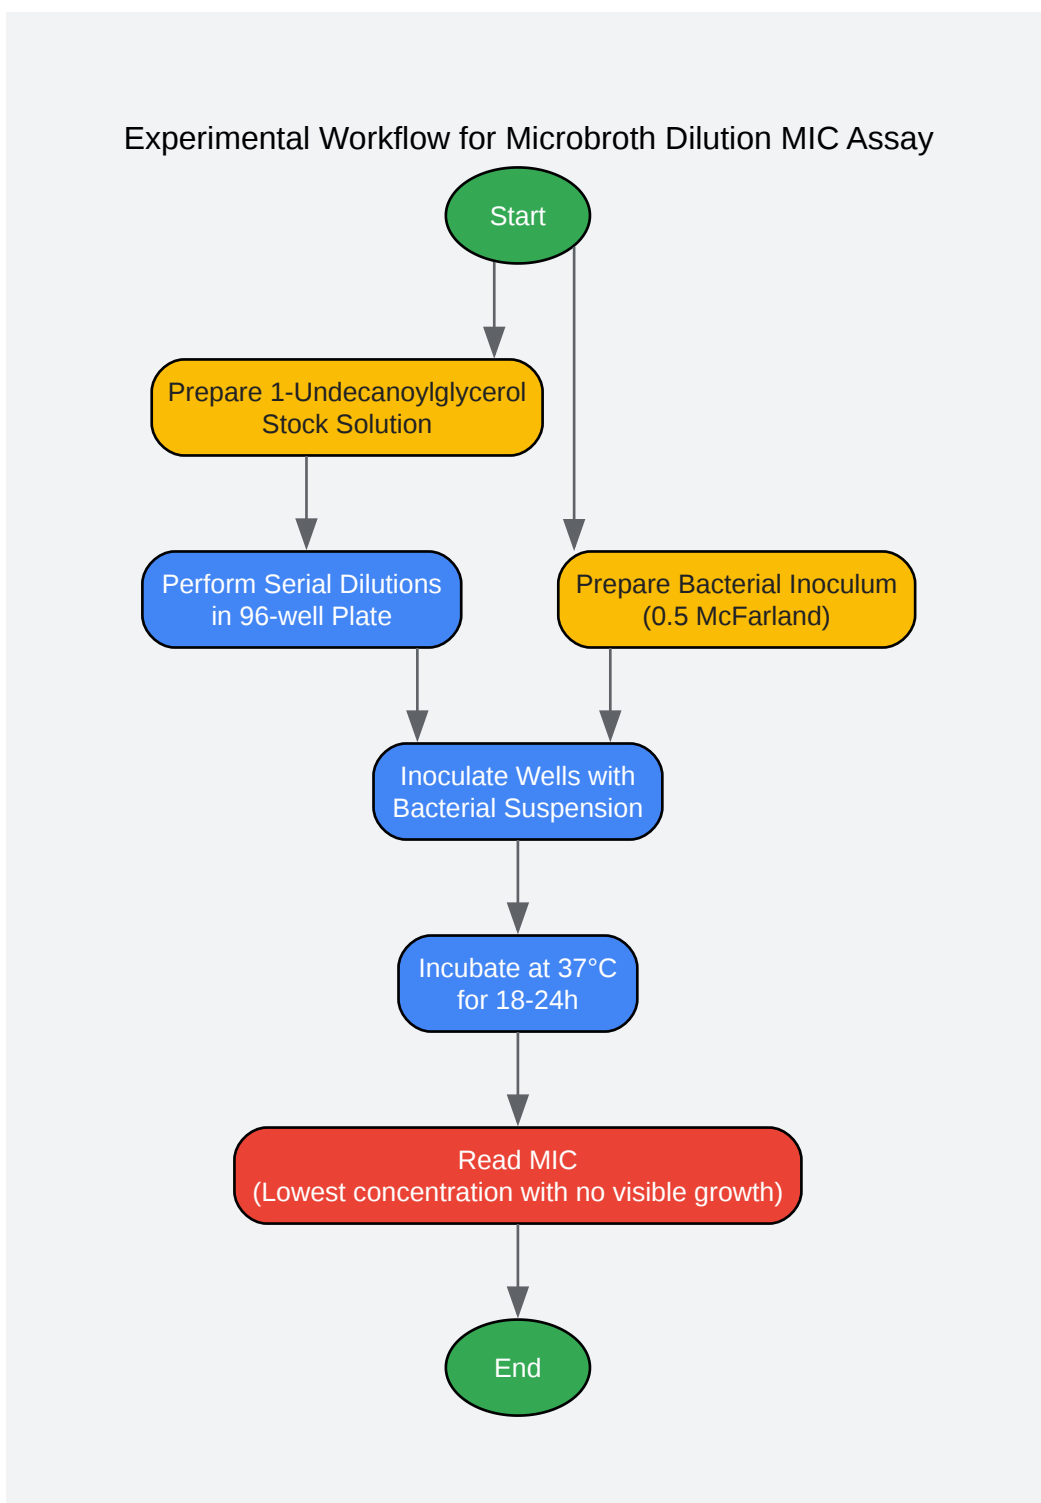 Experimental Workflow for Microbroth Dilution MIC Assay
Start
Prepare 1-Undecanoylglycerol
Stock Solution
Perform Serial Dilutions
in 96-well Plate
Prepare Bacterial Inoculum
(0.5 McFarland)
Inoculate Wells with
Bacterial Suspension
Incubate at 37°C
for 18-24h
Read MIC
(Lowest concentration with no visible growth)
End